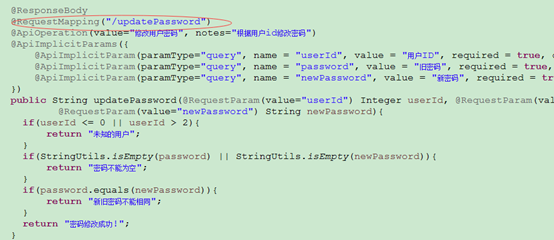 @ResponseBody
@RequestMapping("/updatePassword")
@ApiOperation(value="修改用户密码", notes="根据用户id修改密码")
@ApiImplicitParams({
@ApiImplicitParam(paramType="query", name = "userId", value = "用户ID", required = true, 
@ApiImplicitParam(paramType="query", name = "password", value = "旧密码", required = true, 
@ApiImplicitParam(paramType="query", name = "newPassword", value = "新密码", required = t
})
public String updatePassword(@RequestParam(value="userId") Integer userId, @RequestParam(va
@RequestParam(value="newPassword") String newPassword){
if(userId <= 0 || userId > 2){
return "未知的用户";
}
if(StringUtils.isEmpty(password) || StringUtils.isEmpty(newPassword)){
return "密码不能为空";
}
if(password.equals(newPassword)){
return "新旧密码不能相同";
}
return "密码修改成功!";
}